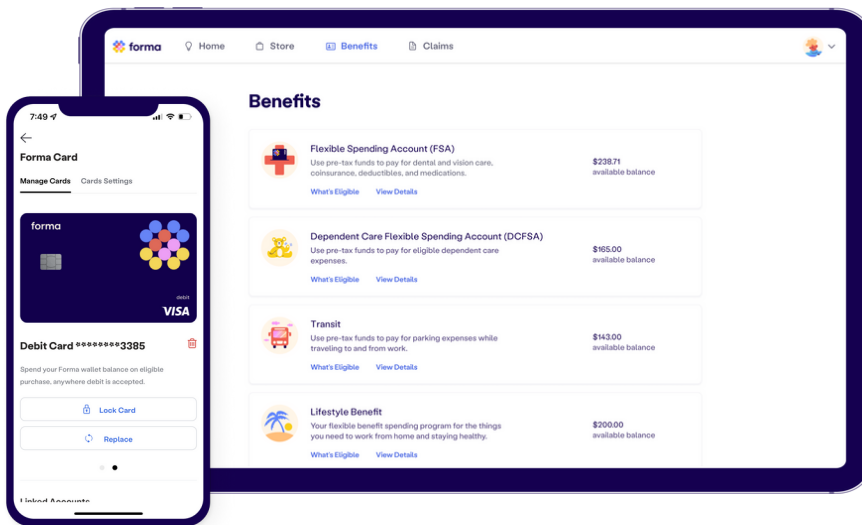 forma
Home
Store
Benefits
Claims
Benefits
Flexible Spending Account (FSA)
Use pre-tax funds to pay for dental and vision care,
coinsurance, deductibles, and medications.
What's Eligible View Details
$238.71
available balance
Dependent Care Flexible Spending Account (DCFSA)
Use pre-tax funds to pay for eligible dependent care
expenses.
What's Eligible View Details
$165.00
available balance
Transit
Use pre-tax funds to pay for parking expenses while
traveling to and from work.
What's Eligible View Details
$143.00
available balance
Lifestyle Benefit
Your flexible benefit spending program for the things
you need to work from home and staying healthy.
What's Eligible View Details
$200.00
available balance
7:49
Forma Card
Manage Cards Cards Settings
forma
debit
VISA
Debit Card ********3385
Spend your Forma wallet balance on eligible
purchase, anywhere debit is accepted.
Lock Card
Replace
Linked Accounts